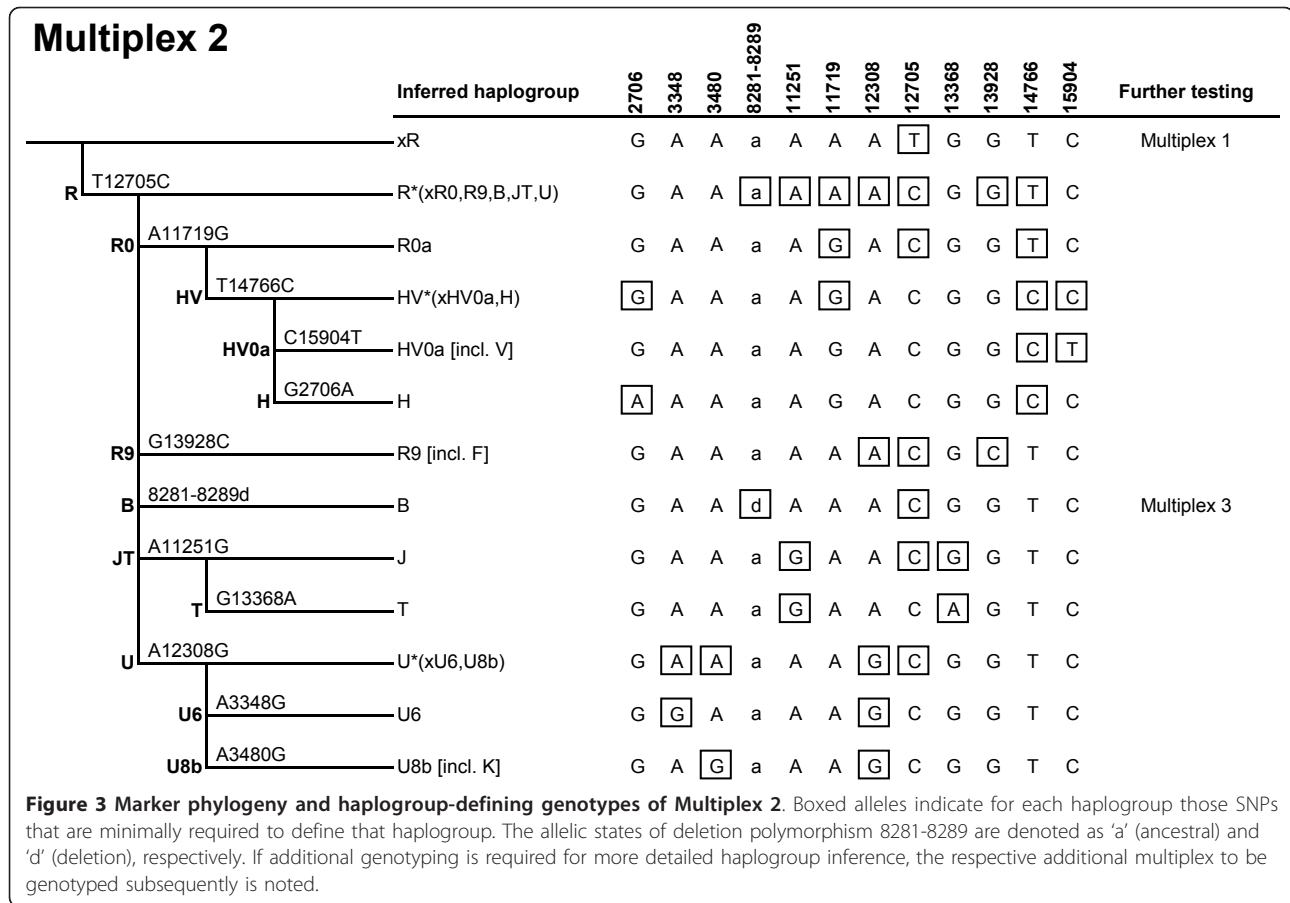 Multiplex 2
Inferred haplogroup 2706 3348 3480 8281-8289 11251 11719 12308 12705 13368 13928 14766 15904 Further testing
xR G A A a A A A T G G T C Multiplex 1
R T12705C R*(xR0,R9,B,JT,U) G A A a A A A C G G T C
R0 A11719G R0a G A A a A G A C G G T C
HV T14766C HV*(xHV0a,H) G A A a A G A C G G C C
HV0a C15904T HV0a [incl. V] G A A a A G A C G G C T
H G2706A H A A A a A G A C G G C C
R9 G13928C R9 [incl. F] G A A a A A A C G C T C
B 8281-8289d B G A A d A A A C G G T C Multiplex 3
JT A11251G J G A A a G A A C G G T C
T G13368A T G A A a G A A C A G T C
U A12308G U*(xU6,U8b) G A A a A A G C G G T C
U6 A3348G U6 G G A a A A G C G G T C
U8b A3480G U8b [incl. K] G A G a A A G C G G T C
Figure 3 Marker phylogeny and haplogroup-defining genotypes of Multiplex 2. Boxed alleles indicate for each haplogroup those SNPs
that are minimally required to define that haplogroup. The allelic states of deletion polymorphism 8281-8289 are denoted as ‘a’ (ancestral) and
‘d’ (deletion), respectively. If additional genotyping is required for more detailed haplogroup inference, the respective additional multiplex to be
genotyped subsequently is noted.